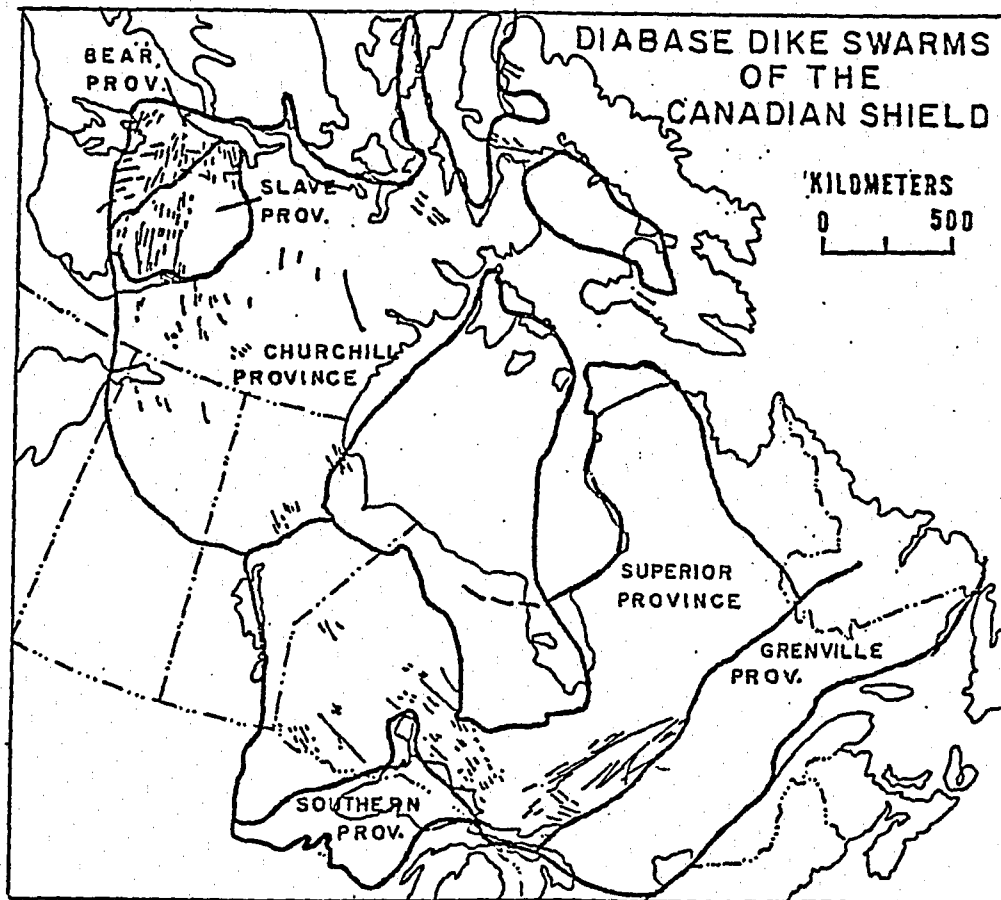 DIABASE DIKE SWARMS
OF THE
CANADIAN SHIELD
KILOMETERS
0 500
BEAR
PROV.
SLAVE
PROV.
CHURCHILL
PROVINCE
SUPERIOR
PROVINCE
GRENVILLE
PROV.
SOUTHERN
PROV.